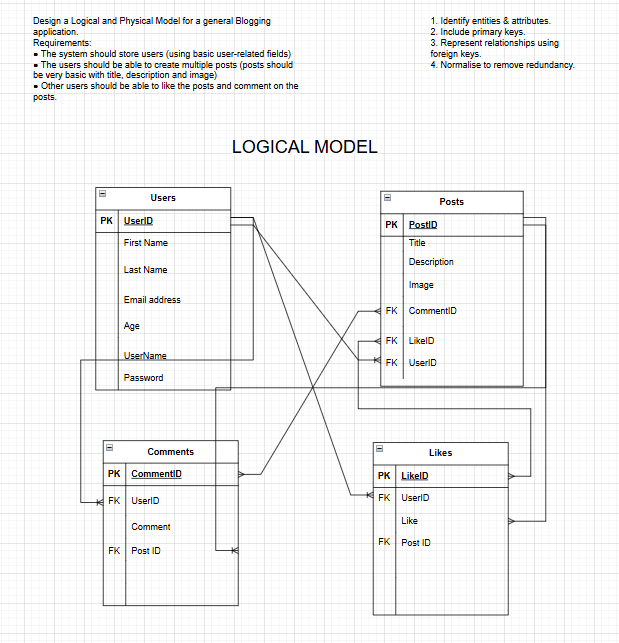 Design a Logical and Physical Model for a general Blogging
application.
Requirements:
• The system should store users (using basic user-related fields)
• The users should be able to create multiple posts (posts should
be very basic with title, description and image)
• Other users should be able to like the posts and comment on the
posts.
1. Identify entities & attributes.
2. Include primary keys.
3. Represent relationships using
foreign keys.
4. Normalise to remove redundancy.
LOGICAL MODEL
Users
PK UserID
First Name
Last Name
Email address
Age
UserName
Password
Posts
PK PostID
Title
Description
Image
FK CommentID
FK LikeID
FK UserID
Comments
PK CommentID
FK UserID
Comment
FK Post ID
Likes
PK LikeID
FK UserID
Like
FK Post ID